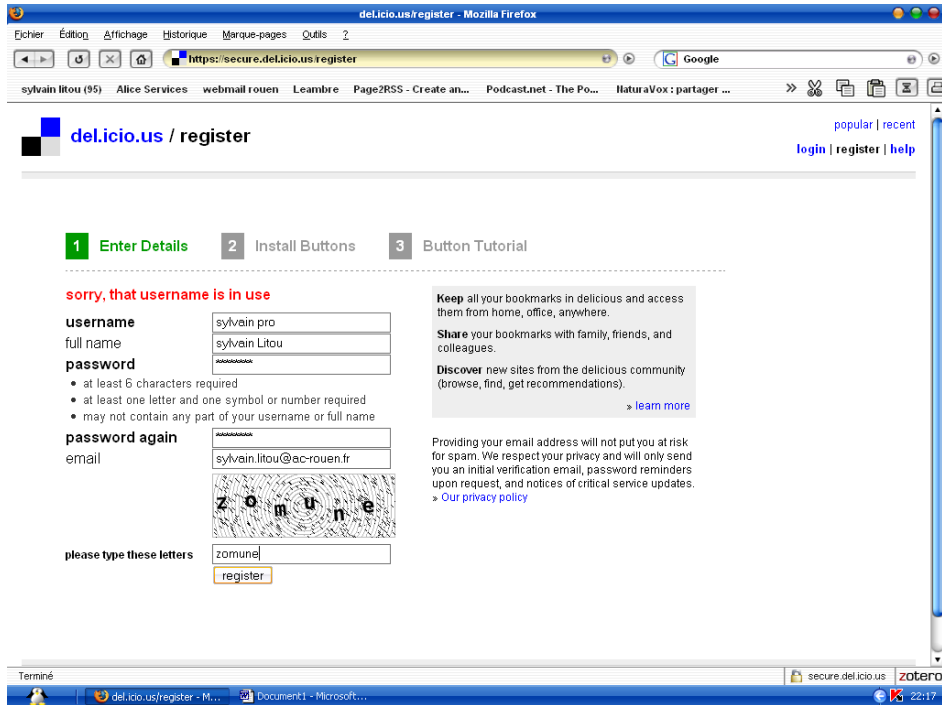 del.icio.us/register - Mozilla Firefox
Fichier Édition Affichage Historique Marque-pages Outils ?
https://secure.del.icio.us/register
G Google
sylvain litou (95) Alice Services webmail rouen Leambre Page2RSS - Create an... Podcast.net - The Po... NaturaVox : partager ... »
del.icio.us / register
popular | recent
login | register | help
1 Enter Details 2 Install Buttons 3 Button Tutorial
sorry, that username is in use
username sylvain pro
full name sylvain Litou
password ********
• at least 6 characters required
• at least one letter and one symbol or number required
• may not contain any part of your username or full name
password again ********
email sylvain.litou@ac-rouen.fr
zomune
please type these letters zomune
register
Keep all your bookmarks in delicious and access
them from home, office, anywhere.
Share your bookmarks with family, friends, and
colleagues.
Discover new sites from the delicious community
(browse, find, get recommendations).
» learn more
Providing your email address will not put you at risk
for spam. We respect your privacy and will only send
you an initial verification email, password reminders
upon request, and notices of critical service updates.
» Our privacy policy
Terminé
secure.del.icio.us zotero
del.icio.us/register - M... Document1 - Microsoft... 22:17